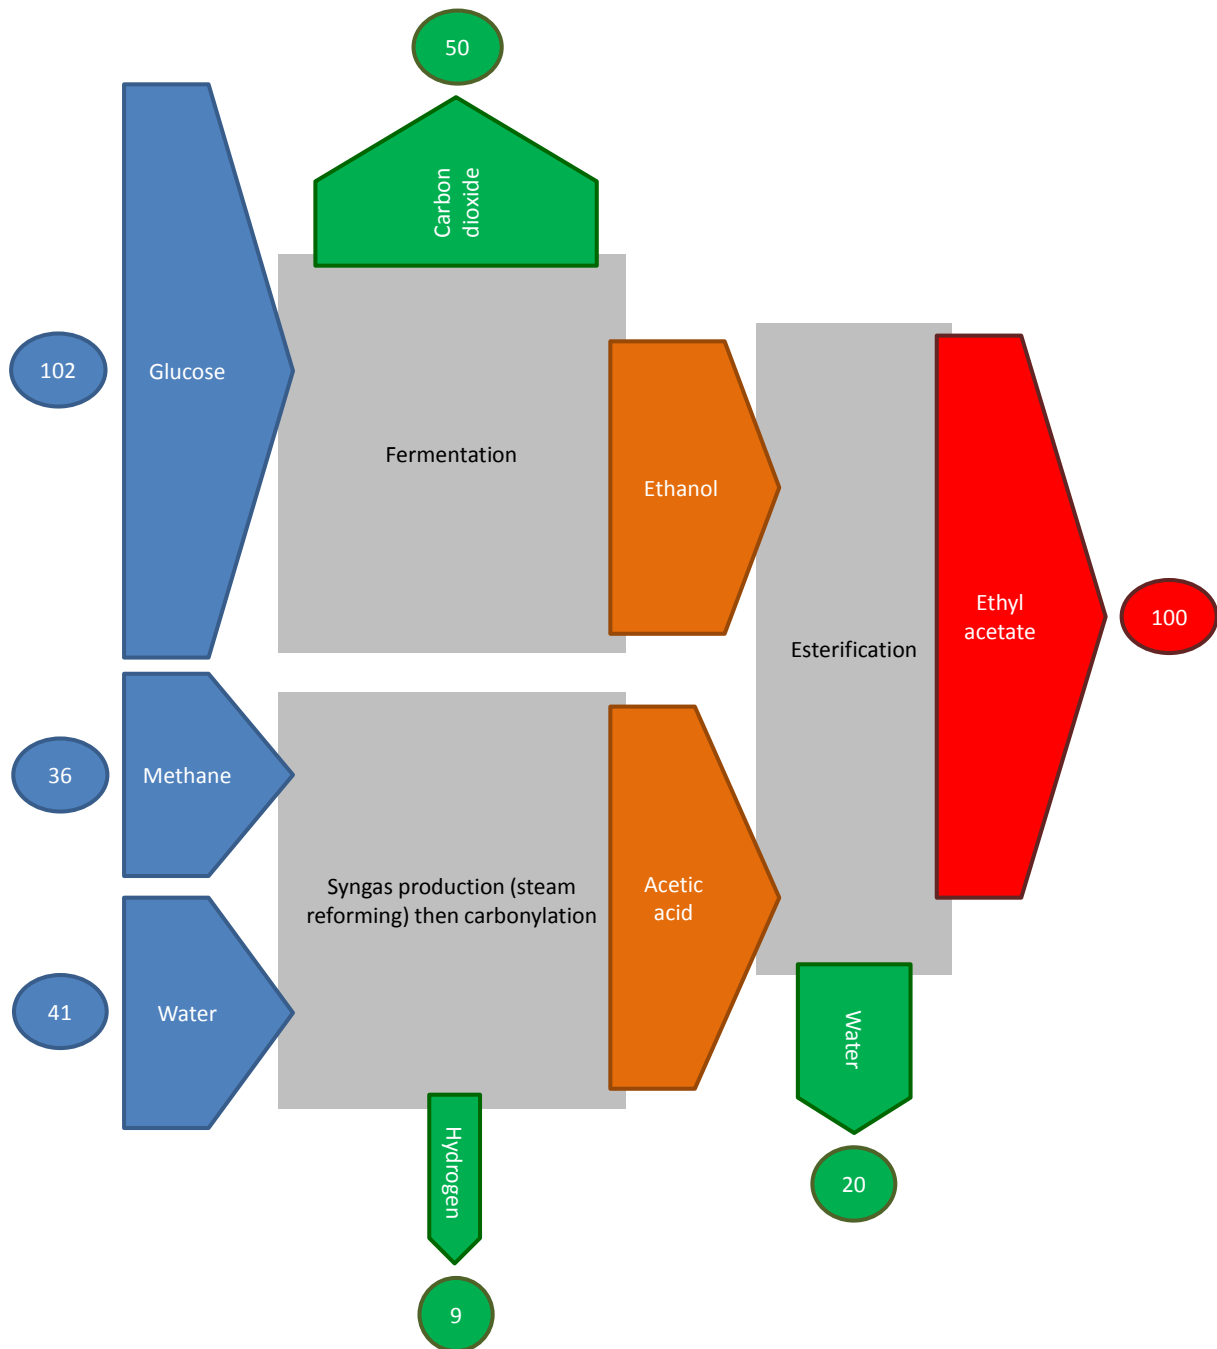 50
Carbon
dioxide
102
Glucose
Fermentation
Ethanol
Ethyl
acetate
100
Esterification
36
Methane
Syngas production (steam
reforming) then carbonylation
Acetic
acid
41
Water
Water
Hydrogen
20
9